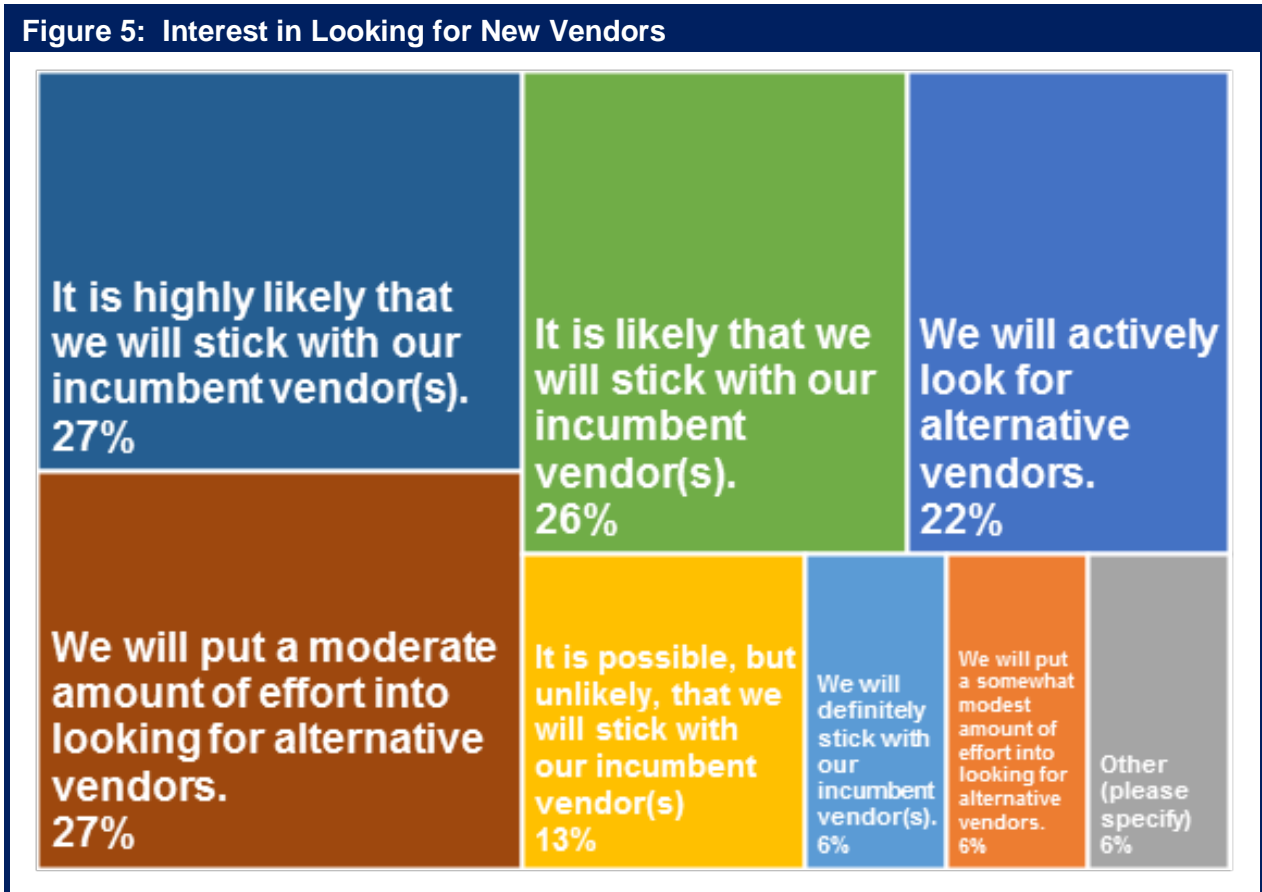 Figure 5: Interest in Looking for New Vendors
It is highly likely that
we will stick with our
incumbent vendor(s).
27%
We will put a moderate
amount of effort into
looking for alternative
vendors.
27%
It is likely that we
will stick with our
incumbent
vendor(s).
26%
We will actively
look for
alternative
vendors.
22%
It is possible, but
unlikely, that we
will stick with
our incumbent
vendor(s)
13%
We will
definitely
stick with
our
incumbent
vendor(s).
6%
We will put
a somewhat
modest
amount of
effort into
looking for
alternative
vendors.
6%
Other
(please
specify)
6%